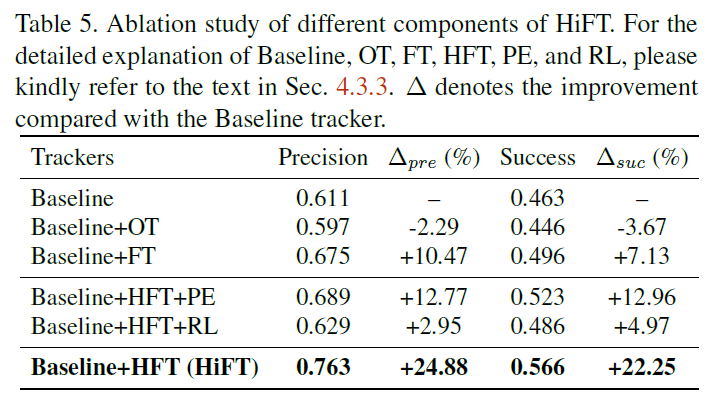 Table 5. Ablation study of different components of HiFT. For the
detailed explanation of Baseline, OT, FT, HFT, PE, and RL, please
kindly refer to the text in Sec. 4.3.3. Δ denotes the improvement
compared with the Baseline tracker.
Trackers Precision Δpre (%) Success Δsuc (%)
Baseline 0.611 – 0.463 –
Baseline+OT 0.597 -2.29 0.446 -3.67
Baseline+FT 0.675 +10.47 0.496 +7.13
Baseline+HFT+PE 0.689 +12.77 0.523 +12.96
Baseline+HFT+RL 0.629 +2.95 0.486 +4.97
Baseline+HFT (HiFT) 0.763 +24.88 0.566 +22.25